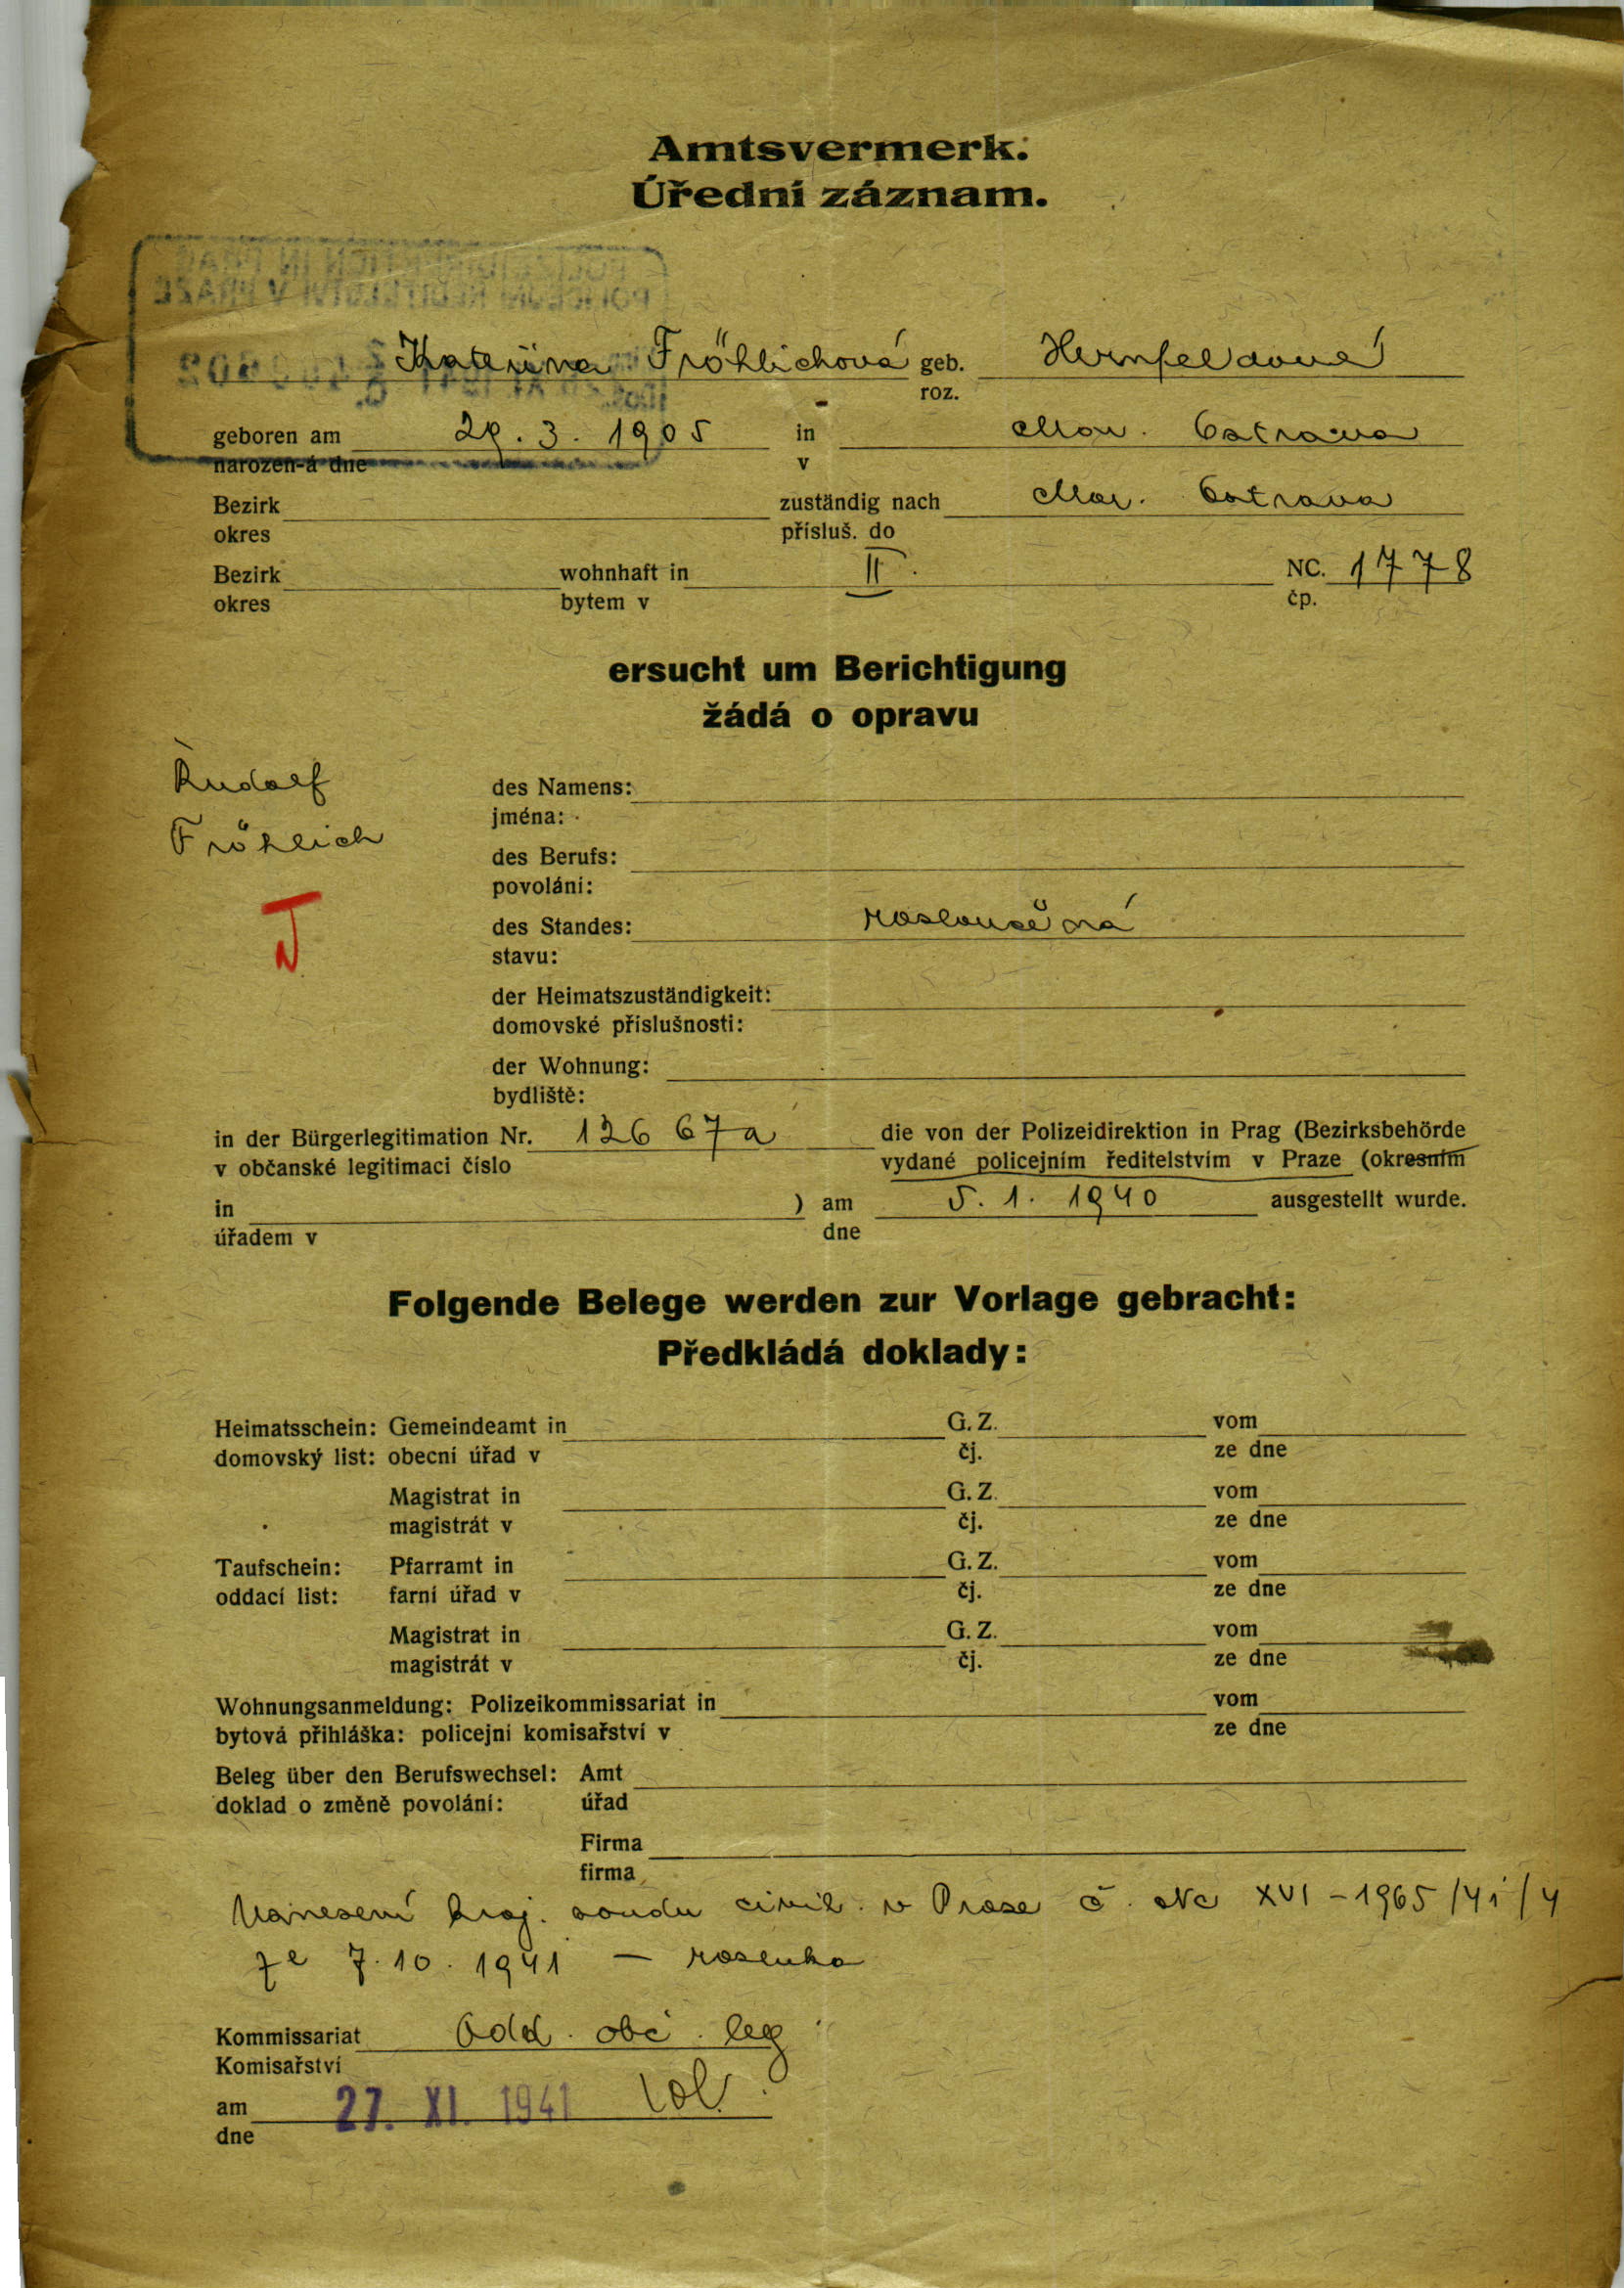 Amtsvermerk.
Úřední záznam.
POLIZEIDIREKTION IN PRAG
POLICEJNÍ ŘEDITELSTVÍ V PRAZE
Kateřina Fröhlichová geb. Hernfeldová
roz.
geboren am 29. 3. 1905 in Mor. Ostrava
narozen-á dne v
Bezirk zuständig nach Mor. Ostrava
okres přísluš. do
Bezirk wohnhaft in II. NC. 1778
okres bytem v čp.
ersucht um Berichtigung
žádá o opravu
Rudolf
Fröhlich
J
des Namens:
jména:
des Berufs:
povolání:
des Standes: rozloučená
stavu:
der Heimatszuständigkeit:
domovské příslušnosti:
der Wohnung:
bydliště:
in der Bürgerlegitimation Nr. 126 67a die von der Polizeidirektion in Prag (Bezirksbehörde
v občanské legitimaci číslo vydané policejním ředitelstvím v Praze (okresním
in ) am 5. 1. 1940 ausgestellt wurde.
úřadem v dne
Folgende Belege werden zur Vorlage gebracht:
Předkládá doklady:
Heimatsschein: Gemeindeamt in G. Z. vom
domovský list: obecní úřad v čj. ze dne
Magistrat in G. Z. vom
magistrát v čj. ze dne
Taufschein: Pfarramt in G. Z. vom
oddací list: farní úřad v čj. ze dne
Magistrat in G. Z. vom
magistrát v čj. ze dne
Wohnungsanmeldung: Polizeikommissariat in vom
bytová přihláška: policejní komisařství v ze dne
Beleg über den Berufswechsel: Amt
doklad o změně povolání: úřad
Firma
firma
Usnesení kraj. soudu civil. v Praze č. Nc XVI - 1965/41/4
ze 7. 10. 1941 — rozluka
Kommissariat Odd. obč. leg
Komisařství
am 27. XI. 1941
dne